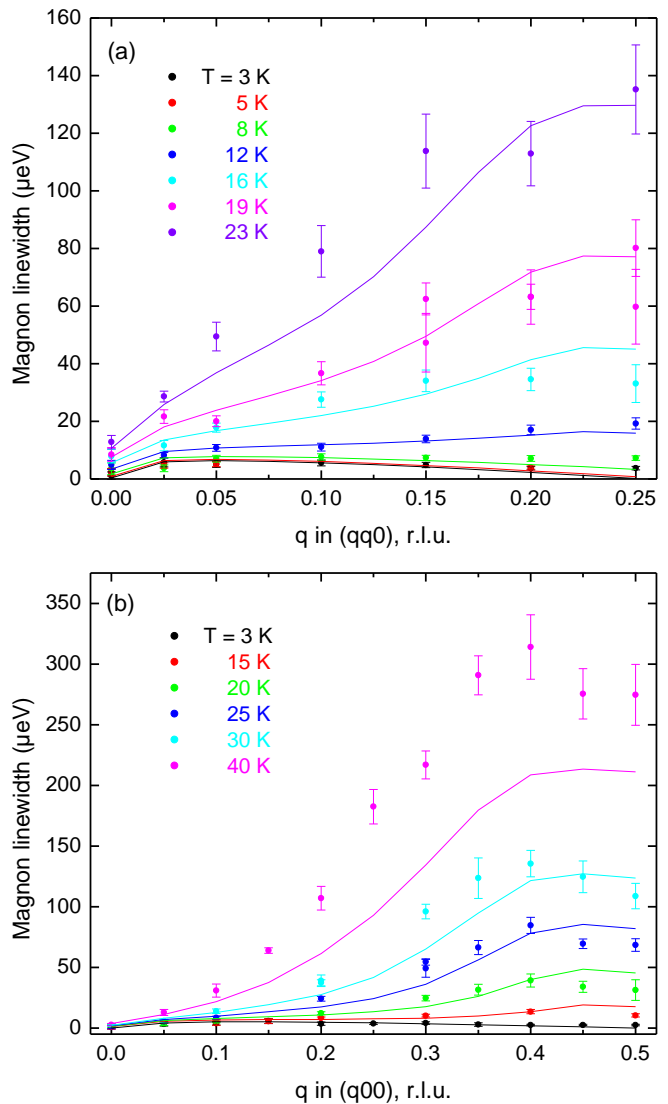 160
(a)
140
T = 3 K
5 K
120
8 K
12 K
100
16 K
19 K
80
23 K
60
40
20
0
Magnon linewidth (µeV)
0.00 0.05 0.10 0.15 0.20 0.25
q in (qq0), r.l.u.
350
(b)
T = 3 K
300
15 K
20 K
250
25 K
30 K
200
40 K
150
100
50
0
Magnon linewidth (µeV)
0.0 0.1 0.2 0.3 0.4 0.5
q in (q00), r.l.u.